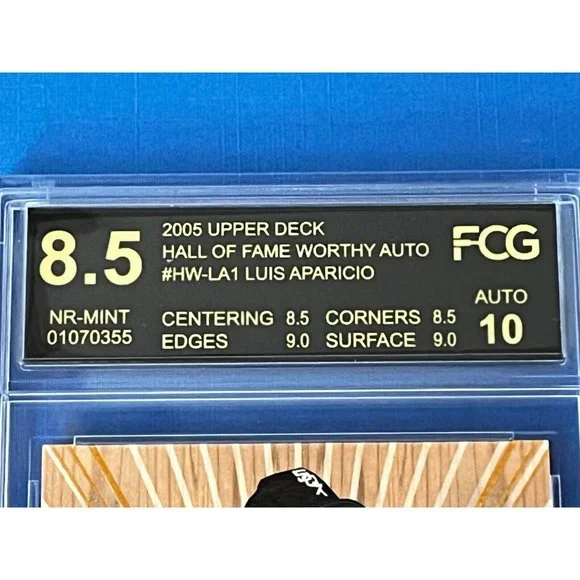 8.5
NR-MINT
01070355
2005 UPPER DECK
HALL OF FAME WORTHY AUTO
#HW-LA1 LUIS APARICIO
CENTERING 8.5 CORNERS 8.5
EDGES 9.0 SURFACE 9.0
FCG
AUTO
10